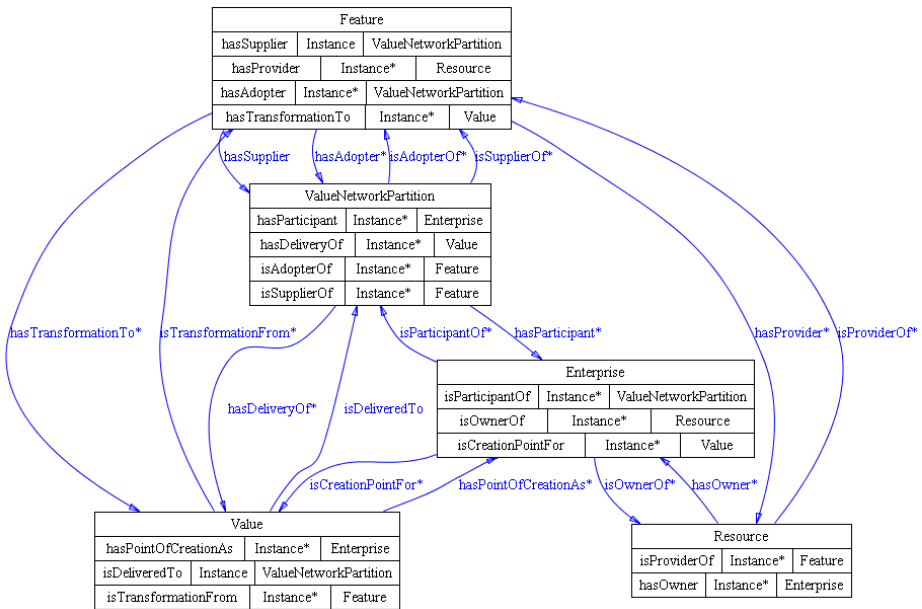 Feature
hasSupplier Instance ValueNetworkPartition
hasProvider Instance* Resource
hasAdopter Instance* ValueNetworkPartition
hasTransformationTo Instance* Value
hasSupplier hasAdopter* isAdopterOf* isSupplierOf*
ValueNetworkPartition
hasParticipant Instance* Enterprise
hasDeliveryOf Instance* Value
isAdopterOf Instance* Feature
isSupplierOf Instance* Feature
hasTransformationTo* isTransformationFrom* isParticipantOf* hasParticipant* hasProvider* isProviderOf*
Enterprise
isParticipantOf Instance* ValueNetworkPartition
isOwnerOf Instance* Resource
isCreationPointFor Instance* Value
hasDeliveryOf* isDeliveredTo
isCreationPointFor* hasPointOfCreationAs* isOwnerOf* hasOwner*
Value
hasPointOfCreationAs Instance* Enterprise
isDeliveredTo Instance ValueNetworkPartition
isTransformationFrom Instance* Feature
Resource
isProviderOf Instance* Feature
hasOwner Instance* Enterprise